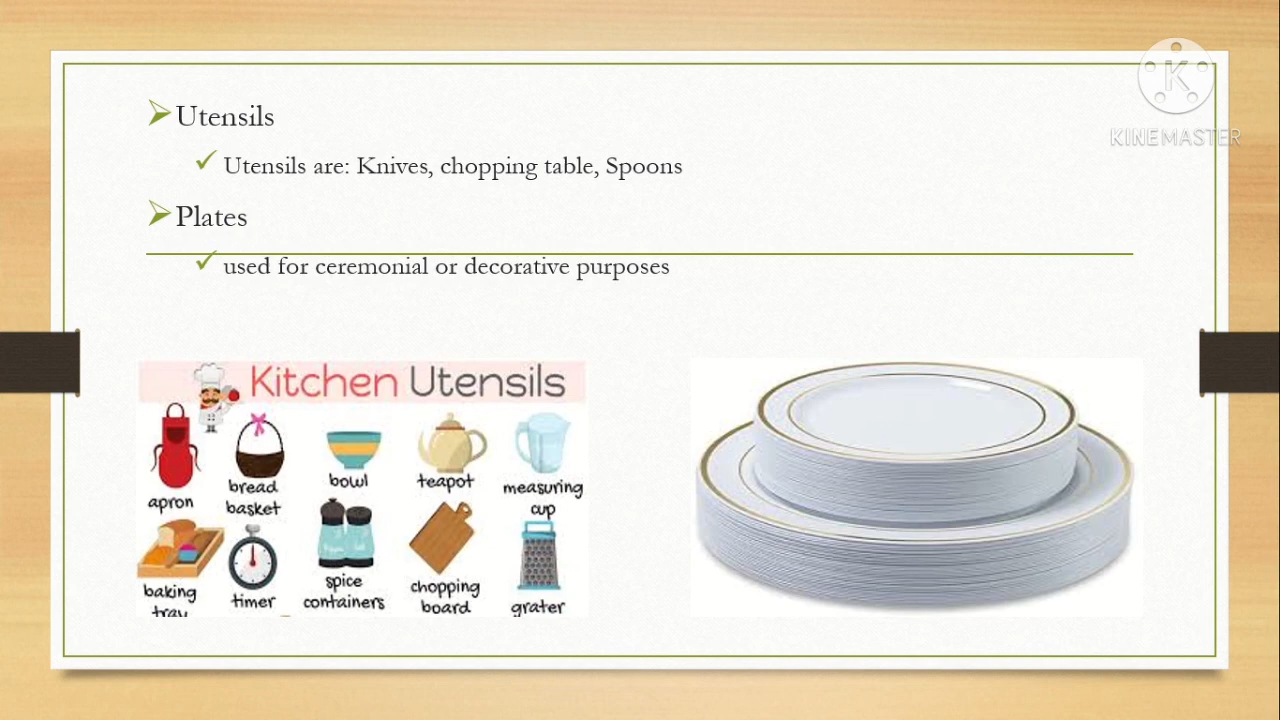 Utensils
Utensils are: Knives, chopping table, Spoons
Plates
used for ceremonial or decorative purposes
K
KINEMASTER
Kitchen Utensils
apron
bread
basket
bowl
teapot
measuring
cup
baking
tray
timer
spice
containers
chopping
board
grater